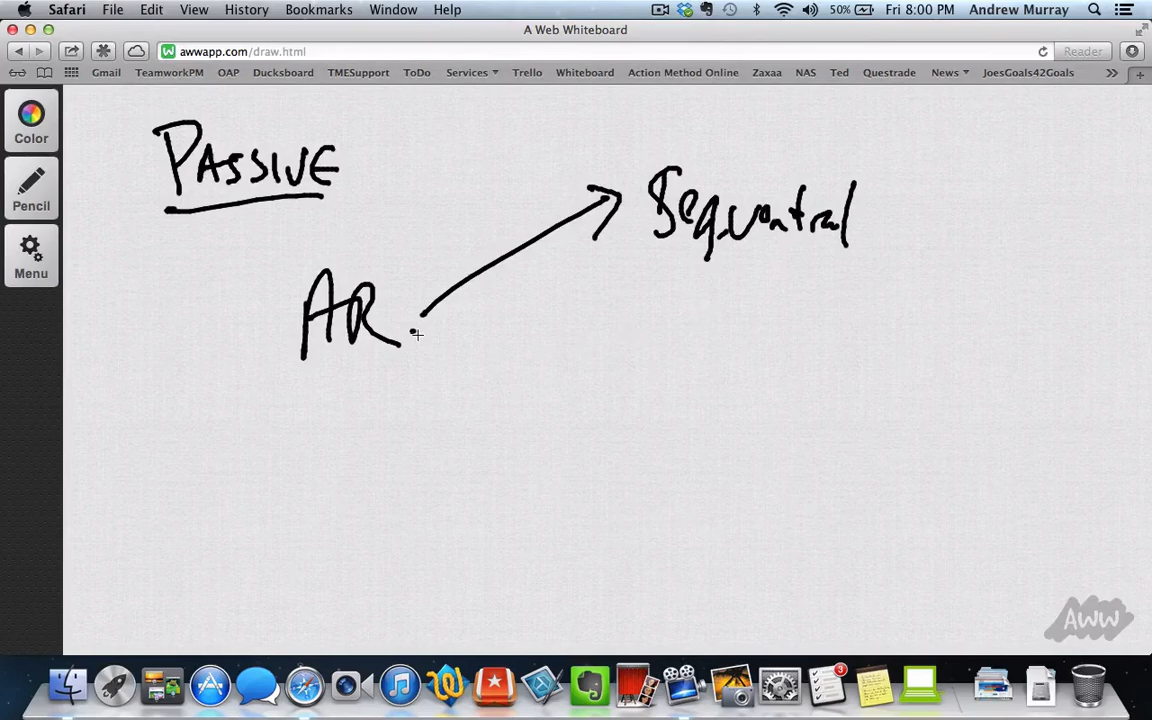 Safari File Edit View History Bookmarks Window Help 50% Fri 8:00 PM Andrew Murray
A Web Whiteboard
awwapp.com/draw.html Reader
Gmail TeamworkPM OAP Ducksboard TMESupport ToDo Services Trello Whiteboard Action Method Online Zaxaa NAS Ted Questrade News JoesGoals42Goals
Color
Pencil
Menu
PASSIVE
Sequential
AR
AWW
3